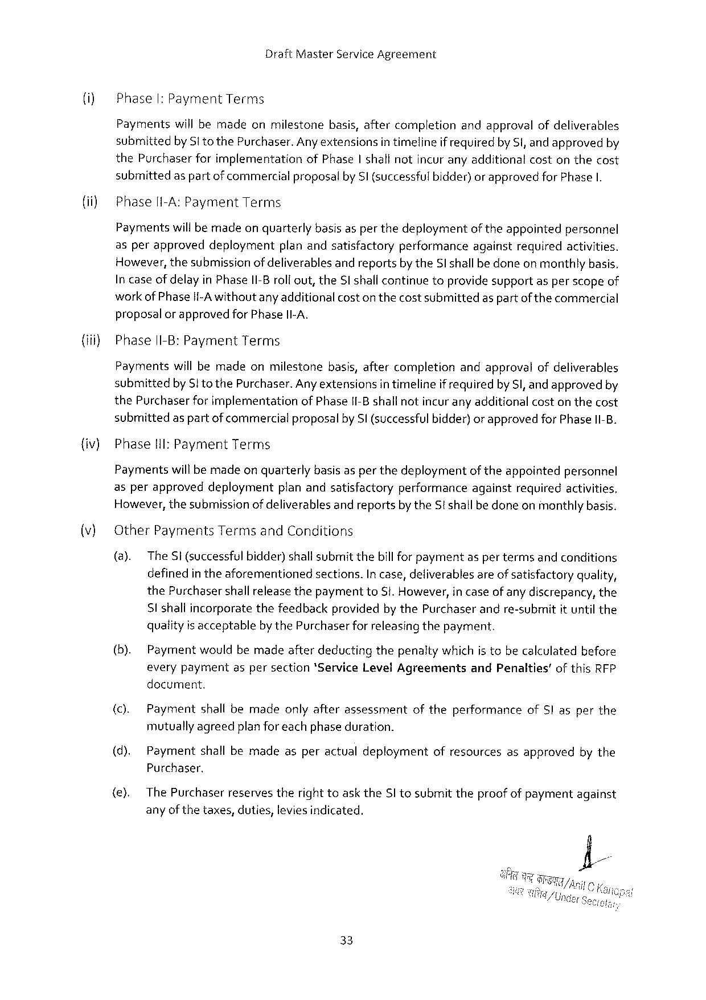 Draft Master Service Agreement
(i) Phase I: Payment Terms
Payments will be made on milestone basis, after completion and approval of deliverables
submitted by SI to the Purchaser. Any extensions in timeline if required by SI, and approved by
the Purchaser for implementation of Phase I shall not incur any additional cost on the cost
submitted as part of commercial proposal by SI (successful bidder) or approved for Phase I.
(ii) Phase II-A: Payment Terms
Payments will be made on quarterly basis as per the deployment of the appointed personnel
as per approved deployment plan and satisfactory performance against required activities.
However, the submission of deliverables and reports by the SI shall be done on monthly basis.
In case of delay in Phase II-B roll out, the SI shall continue to provide support as per scope of
work of Phase II-A without any additional cost on the cost submitted as part of the commercial
proposal or approved for Phase II-A.
(iii) Phase II-B: Payment Terms
Payments will be made on milestone basis, after completion and approval of deliverables
submitted by SI to the Purchaser. Any extensions in timeline if required by SI, and approved by
the Purchaser for implementation of Phase II-B shall not incur any additional cost on the cost
submitted as part of commercial proposal by SI (successful bidder) or approved for Phase II-B.
(iv) Phase III: Payment Terms
Payments will be made on quarterly basis as per the deployment of the appointed personnel
as per approved deployment plan and satisfactory performance against required activities.
However, the submission of deliverables and reports by the SI shall be done on monthly basis.
(v) Other Payments Terms and Conditions
(a). The SI (successful bidder) shall submit the bill for payment as per terms and conditions
defined in the aforementioned sections. In case, deliverables are of satisfactory quality,
the Purchaser shall release the payment to SI. However, in case of any discrepancy, the
SI shall incorporate the feedback provided by the Purchaser and re-submit it until the
quality is acceptable by the Purchaser for releasing the payment.
(b). Payment would be made after deducting the penalty which is to be calculated before
every payment as per section 'Service Level Agreements and Penalties' of this RFP
document.
(c). Payment shall be made only after assessment of the performance of SI as per the
mutually agreed plan for each phase duration.
(d). Payment shall be made as per actual deployment of resources as approved by the
Purchaser.
(e). The Purchaser reserves the right to ask the SI to submit the proof of payment against
any of the taxes, duties, levies indicated.
अनिल चन्द काण्डपाल/Anil C Kandpal
अवर सचिव/Under Secretary
33